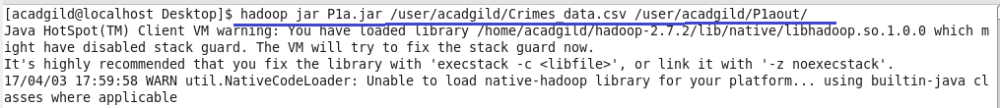 [acadgild@localhost Desktop]$ hadoop jar P1a.jar /user/acadgild/Crimes_data.csv /user/acadgild/P1aout/
Java HotSpot(TM) Client VM warning: You have loaded library /home/acadgild/hadoop-2.7.2/lib/native/libhadoop.so.1.0.0 which m
ight have disabled stack guard. The VM will try to fix the stack guard now.
It's highly recommended that you fix the library with 'execstack -c <libfile>', or link it with '-z noexecstack'.
17/04/03 17:59:58 WARN util.NativeCodeLoader: Unable to load native-hadoop library for your platform... using builtin-java cl
asses where applicable